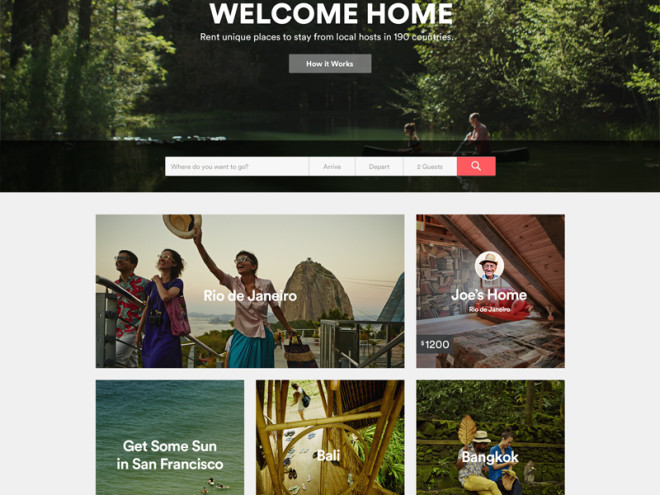 WELCOME HOME
Rent unique places to stay from local hosts in 190 countries.
How it Works
Where do you want to go?
Arrive
Depart
2 Guests
Rio de Janeiro
Joe's Home
Rio de Janeiro
$1200
Get Some Sun
in San Francisco
Bali
Bangkok